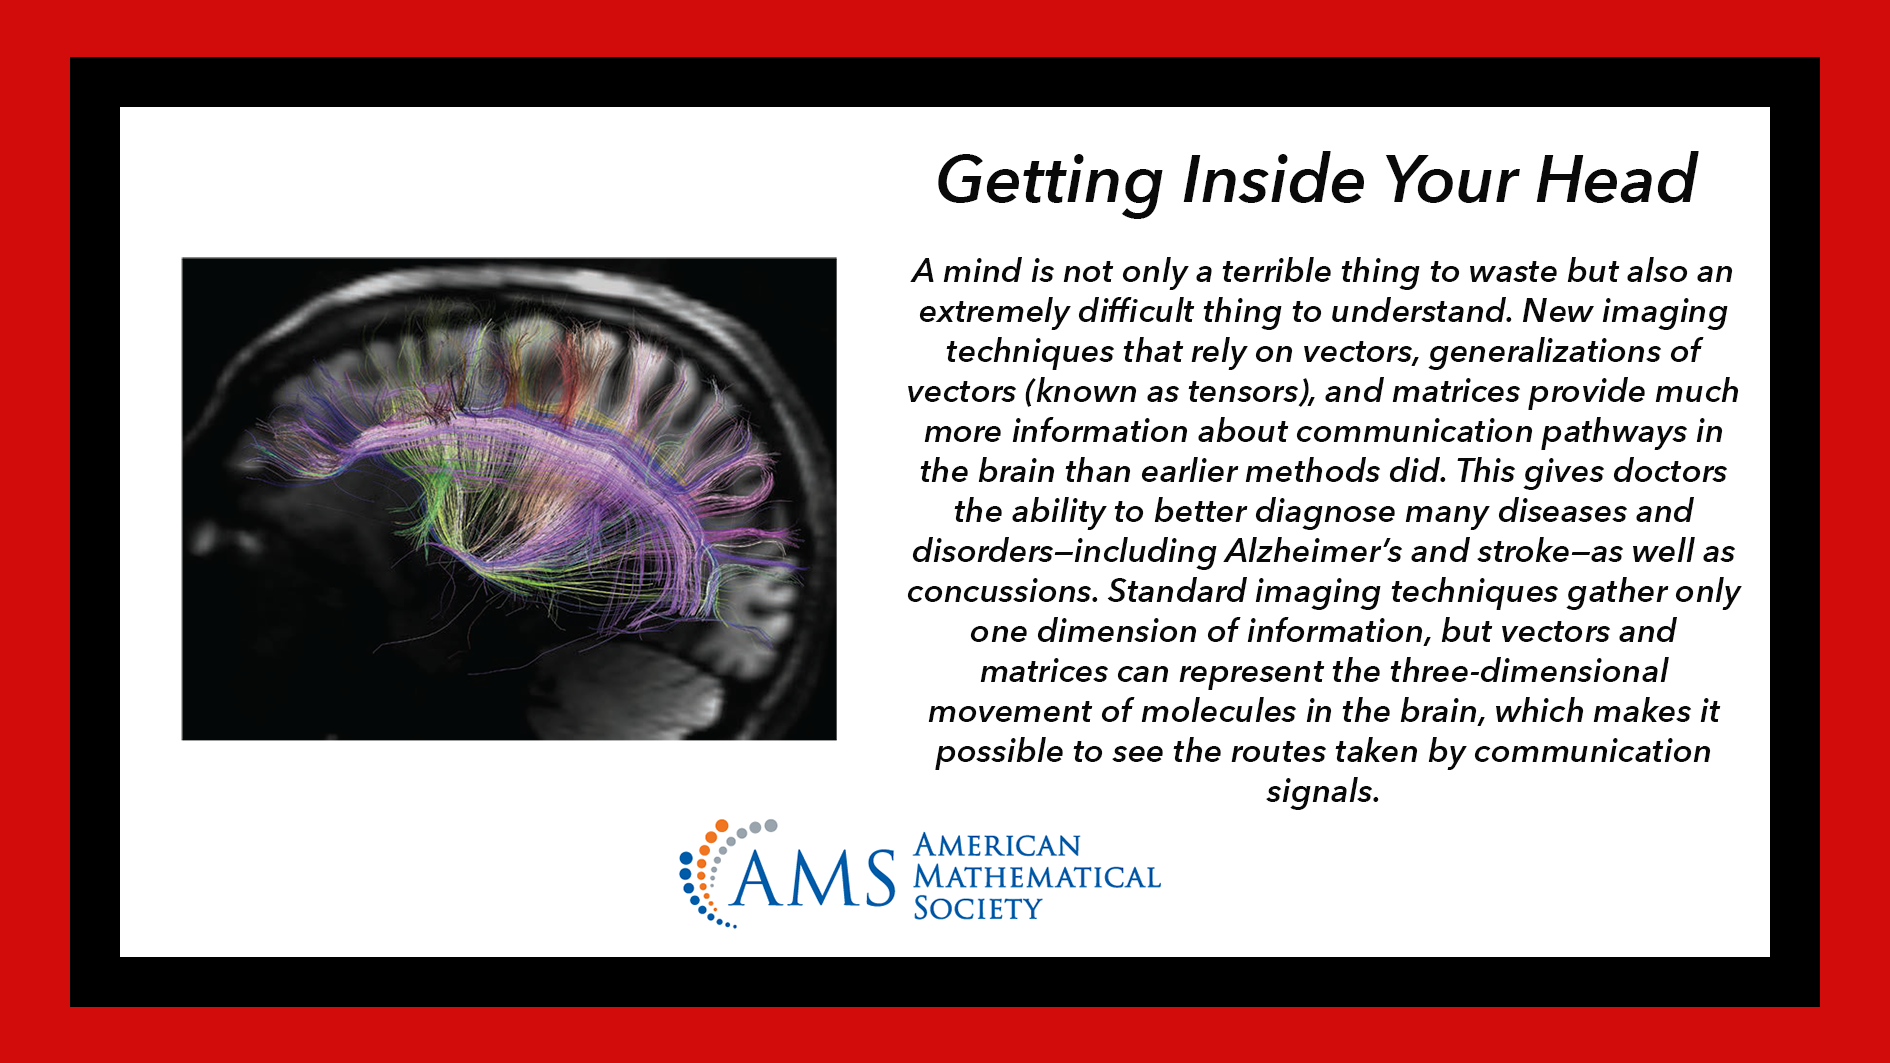 Getting Inside Your Head
A mind is not only a terrible thing to waste but also an
extremely difficult thing to understand. New imaging
techniques that rely on vectors, generalizations of
vectors (known as tensors), and matrices provide much
more information about communication pathways in
the brain than earlier methods did. This gives doctors
the ability to better diagnose many diseases and
disorders—including Alzheimer's and stroke—as well as
concussions. Standard imaging techniques gather only
one dimension of information, but vectors and
matrices can represent the three-dimensional
movement of molecules in the brain, which makes it
possible to see the routes taken by communication
signals.
AMS
AMERICAN
MATHEMATICAL
SOCIETY